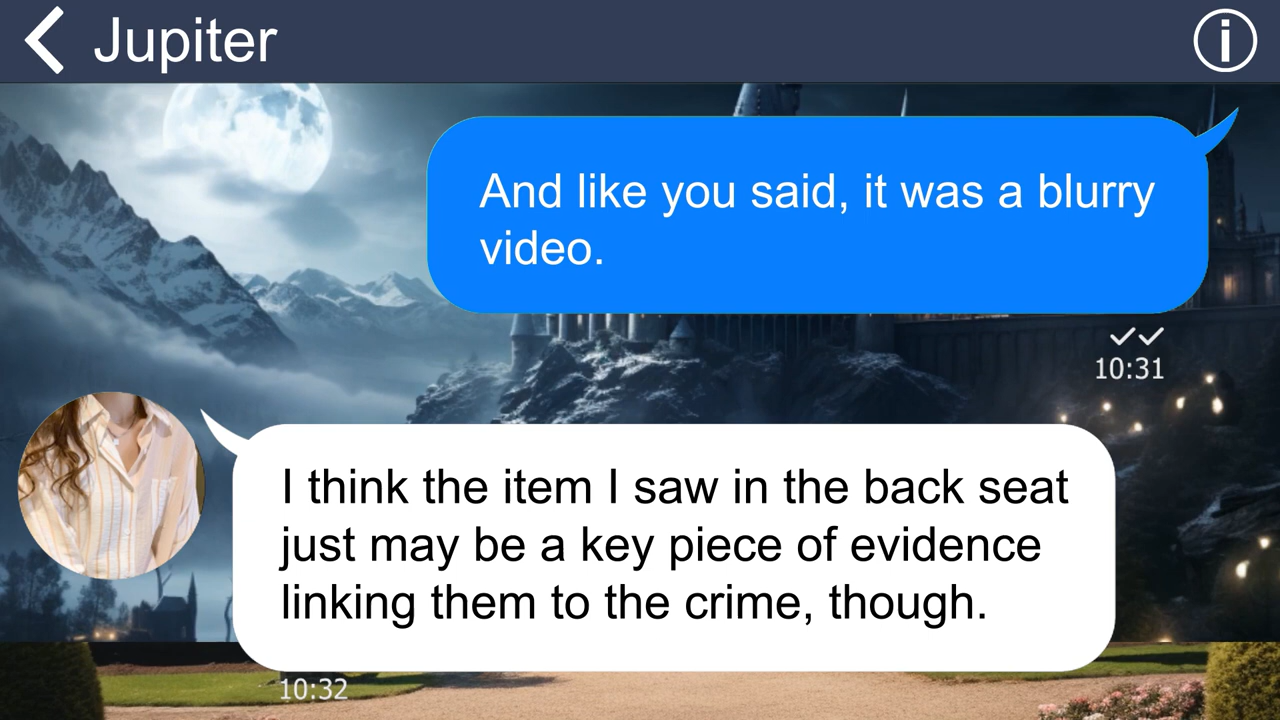 Jupiter
And like you said, it was a blurry
video.
10:31
I think the item I saw in the back seat
just may be a key piece of evidence
linking them to the crime, though.
10:32